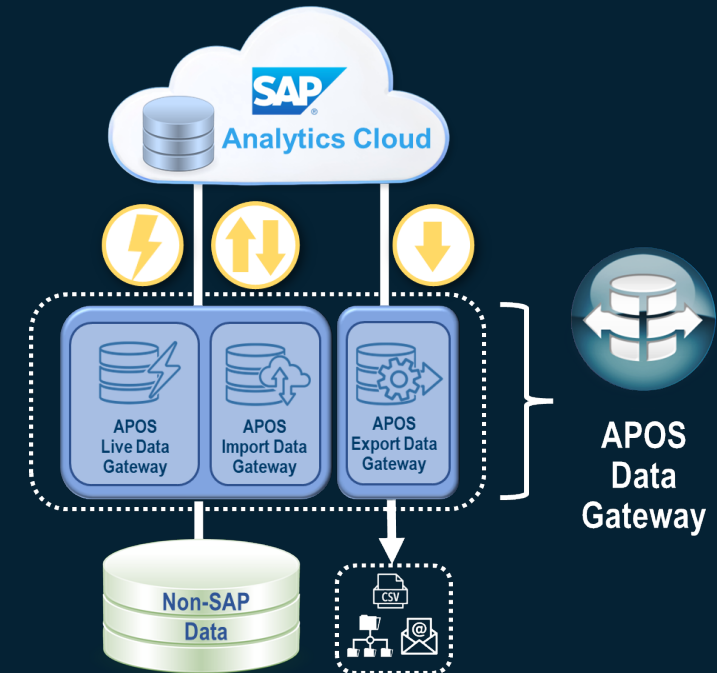 SAP
®
Analytics Cloud
APOS
Live Data
Gateway
APOS
Import Data
Gateway
APOS
Export Data
Gateway
APOS
Data
Gateway
Non-SAP
Data
CSV
@